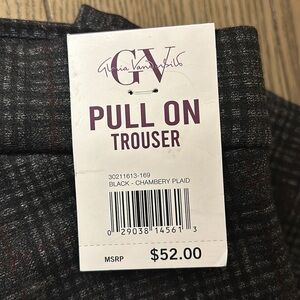 GV
Gloria Vanderbilt
PULL ON
TROUSER
30211613-169
BLACK - CHAMBERY PLAID
0 29038 14561 3
MSRP $52.00